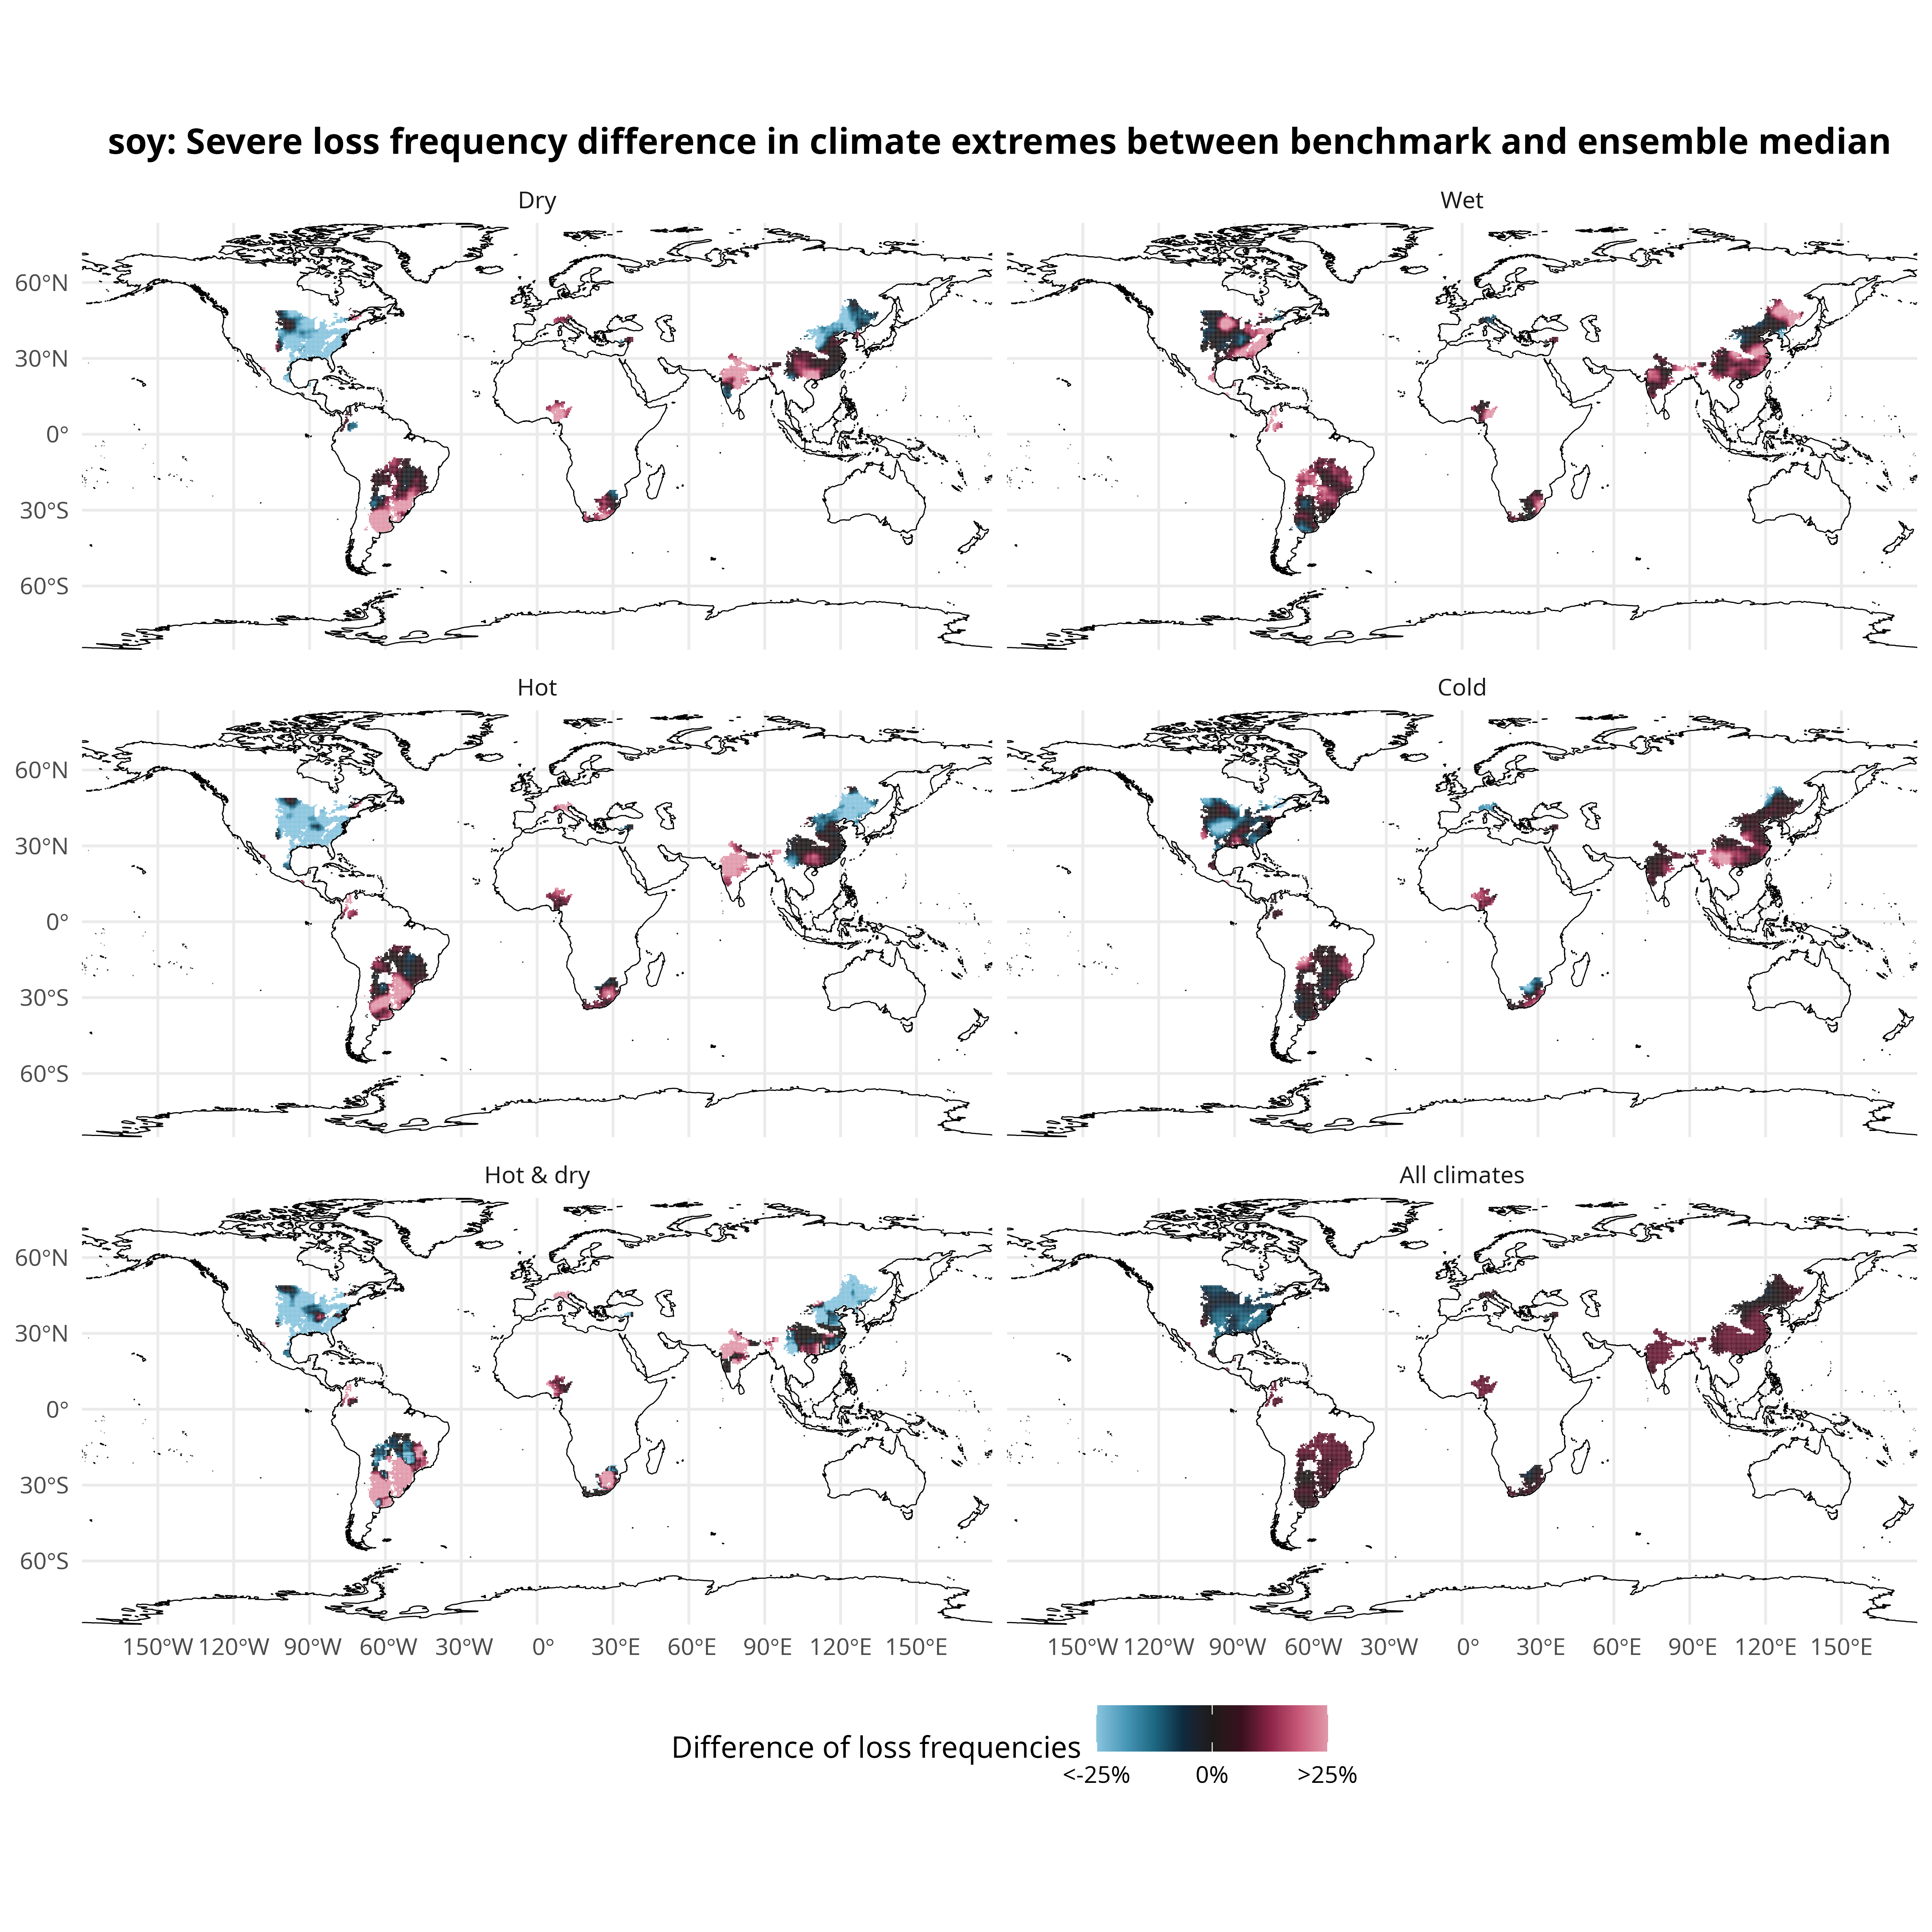 soy: Severe loss frequency difference in climate extremes between benchmark and ensemble median
Dry
Wet
60°N
30°N
0°
30°S
60°S
Hot
Cold
60°N
30°N
0°
30°S
60°S
Hot & dry
All climates
60°N
30°N
0°
30°S
60°S
150°W 120°W 90°W 60°W 30°W 0° 30°E 60°E 90°E 120°E 150°E
150°W 120°W 90°W 60°W 30°W 0° 30°E 60°E 90°E 120°E 150°E
Difference of loss frequencies
<-25% 0% >25%